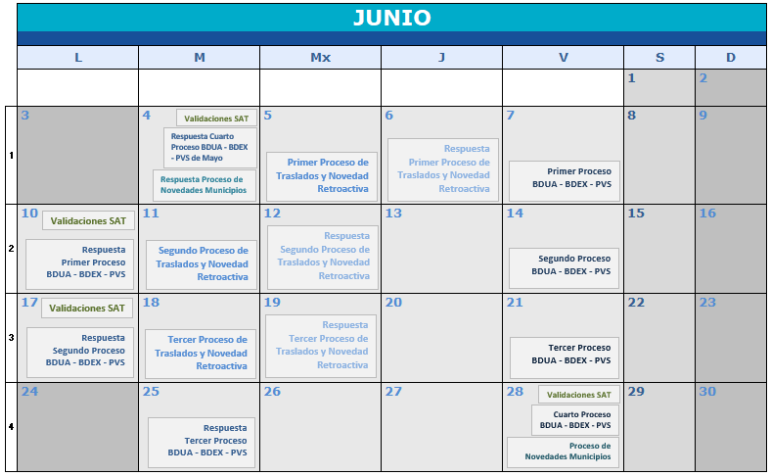 JUNIO
L M Mx J V S D
1 2
3 4 5 6 7 8 9
1
Validaciones SAT
Respuesta Cuarto
Proceso BDUA - BDEX
- PVS de Mayo
Respuesta Proceso de
Novedades Municipios
Primer Proceso de
Traslados y Novedad
Retroactiva
Respuesta
Primer Proceso de
Traslados y Novedad
Retroactiva
Primer Proceso
BDUA - BDEX - PVS
10 11 12 13 14 15 16
2
Validaciones SAT
Respuesta
Primer Proceso
BDUA - BDEX - PVS
Segundo Proceso de
Traslados y Novedad
Retroactiva
Respuesta
Segundo Proceso de
Traslados y Novedad
Retroactiva
Segundo Proceso
BDUA - BDEX - PVS
17 18 19 20 21 22 23
3
Validaciones SAT
Respuesta
Segundo Proceso
BDUA - BDEX - PVS
Tercer Proceso de
Traslados y Novedad
Retroactiva
Respuesta
Tercer Proceso de
Traslados y Novedad
Retroactiva
Tercer Proceso
BDUA - BDEX - PVS
24 25 26 27 28 29 30
4
Respuesta
Tercer Proceso
BDUA - BDEX - PVS
Validaciones SAT
Cuarto Proceso
BDUA - BDEX - PVS
Proceso de
Novedades Municipios